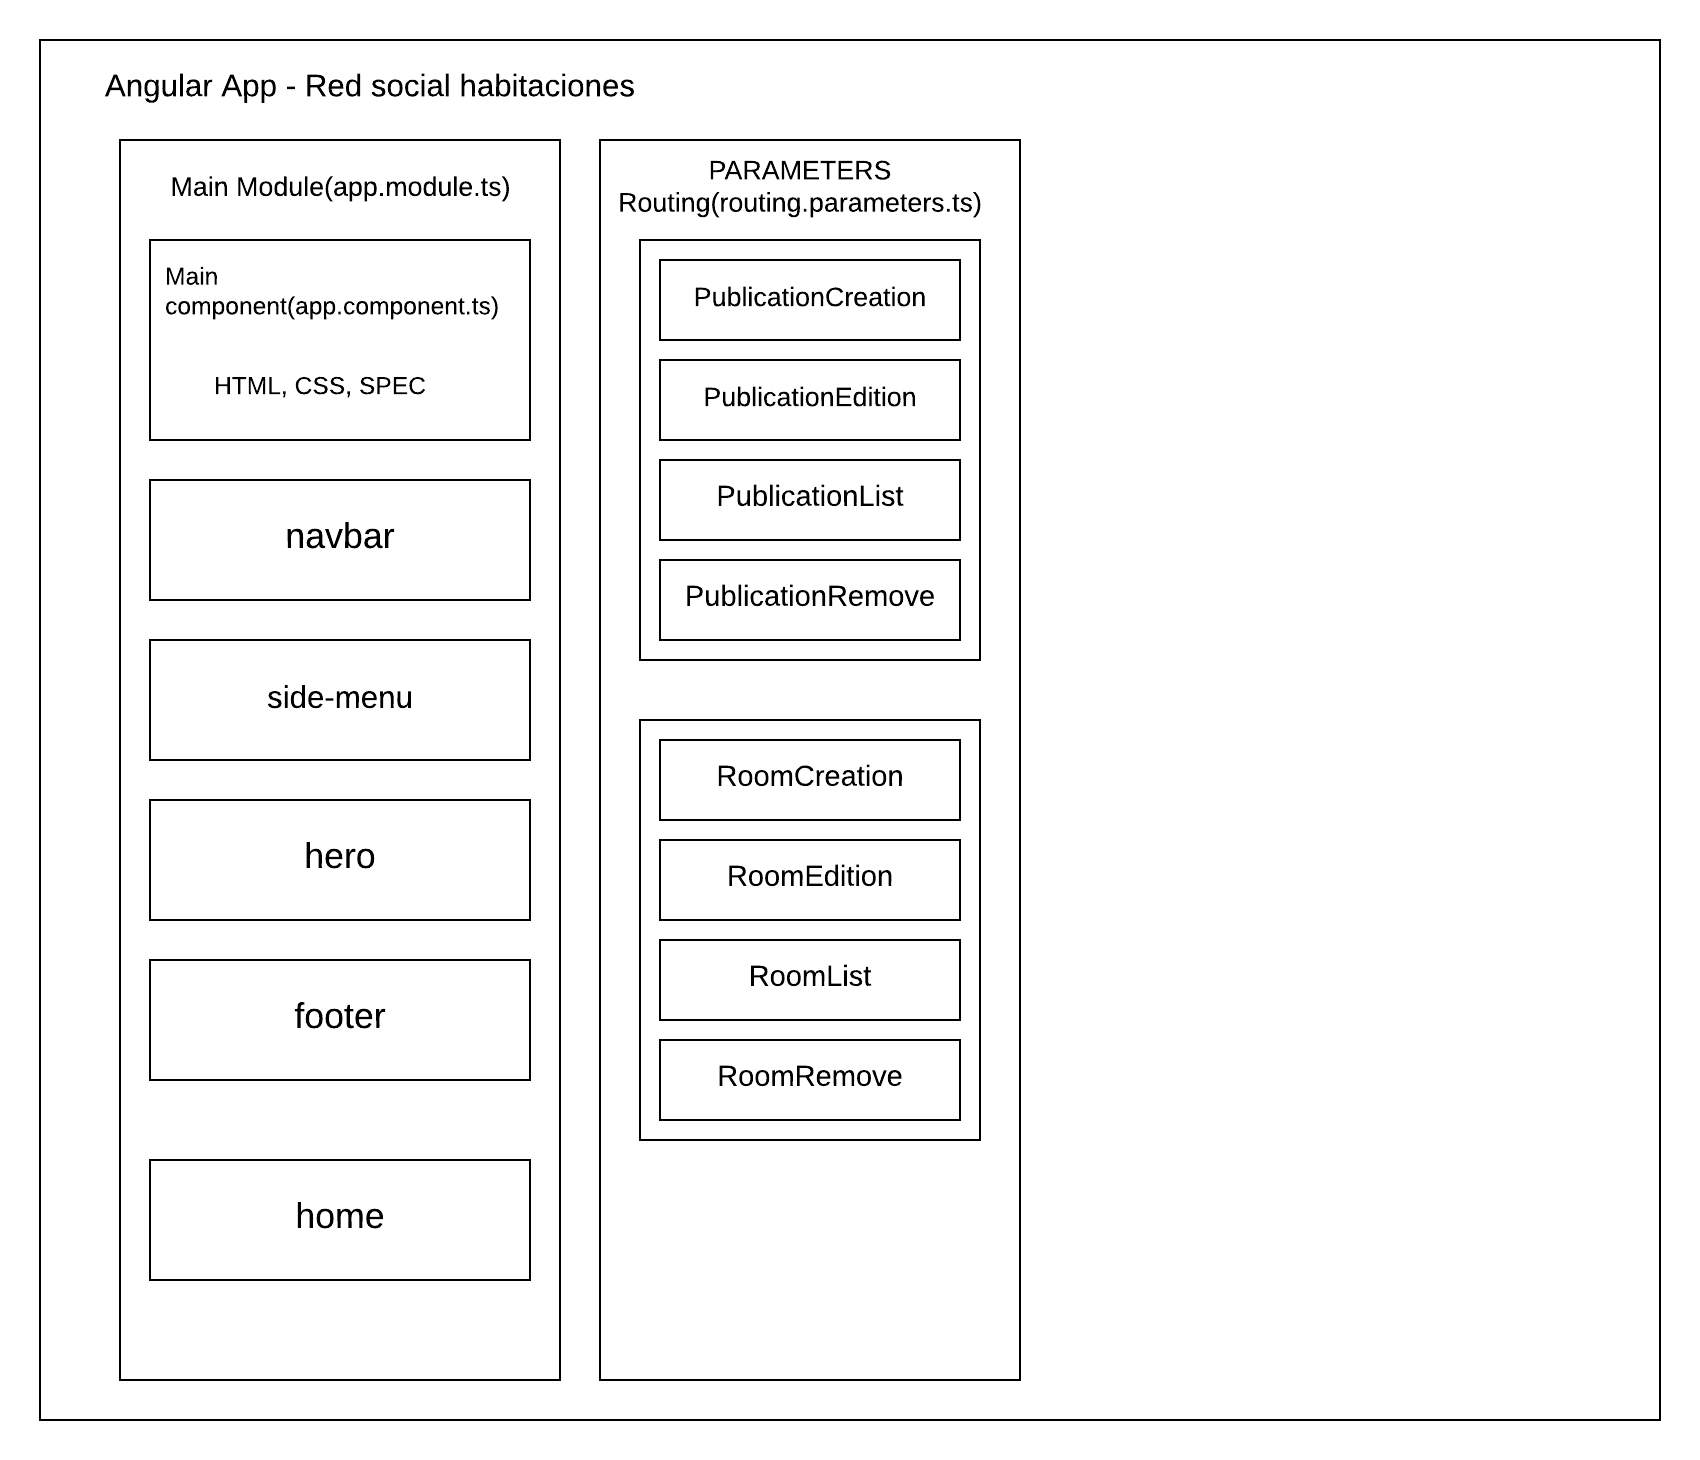 Angular App - Red social habitaciones
Main Module(app.module.ts)
Main
component(app.component.ts)
HTML, CSS, SPEC
navbar
side-menu
hero
footer
home
PARAMETERS
Routing(routing.parameters.ts)
PublicationCreation
PublicationEdition
PublicationList
PublicationRemove
RoomCreation
RoomEdition
RoomList
RoomRemove